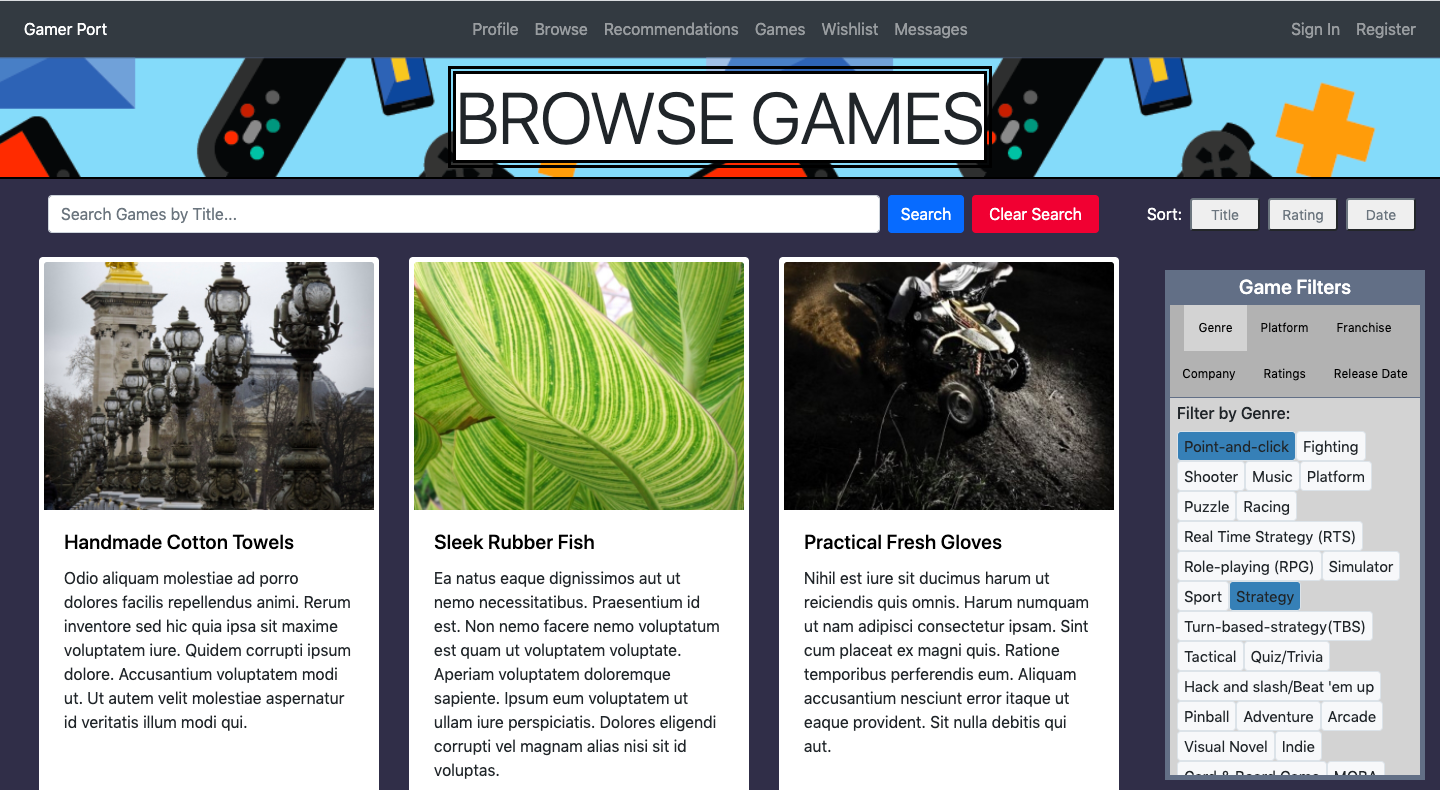 Gamer Port
Profile Browse Recommendations Games Wishlist Messages
Sign In Register
BROWSE GAMES
Search Games by Title...
Search
Clear Search
Sort: Title Rating Date
Handmade Cotton Towels
Odio aliquam molestiae ad porro
dolores facilis repellendus animi. Rerum
inventore sed hic quia ipsa sit maxime
voluptatem iure. Quidem corrupti ipsum
dolore. Accusantium voluptatem modi
ut. Ut autem velit molestiae aspernatur
id veritatis illum modi qui.
Sleek Rubber Fish
Ea natus eaque dignissimos aut ut
nemo necessitatibus. Praesentium id
est. Non nemo facere nemo voluptatum
est quam ut voluptatem voluptate.
Aperiam voluptatem doloremque
sapiente. Ipsum eum voluptatem ut
ullam iure perspiciatis. Dolores eligendi
corrupti vel magnam alias nisi sit id
voluptas.
Practical Fresh Gloves
Nihil est iure sit ducimus harum ut
reiciendis quis omnis. Harum numquam
ut nam adipisci consectetur ipsam. Sint
cum placeat ex magni quis. Ratione
temporibus perferendis eum. Aliquam
accusantium nesciunt error itaque ut
eaque provident. Sit nulla debitis qui
aut.
Game Filters
Genre Platform Franchise
Company Ratings Release Date
Filter by Genre:
Point-and-click Fighting
Shooter Music Platform
Puzzle Racing
Real Time Strategy (RTS)
Role-playing (RPG) Simulator
Sport Strategy
Turn-based-strategy(TBS)
Tactical Quiz/Trivia
Hack and slash/Beat 'em up
Pinball Adventure Arcade
Visual Novel Indie
Card & Board Game MOBA